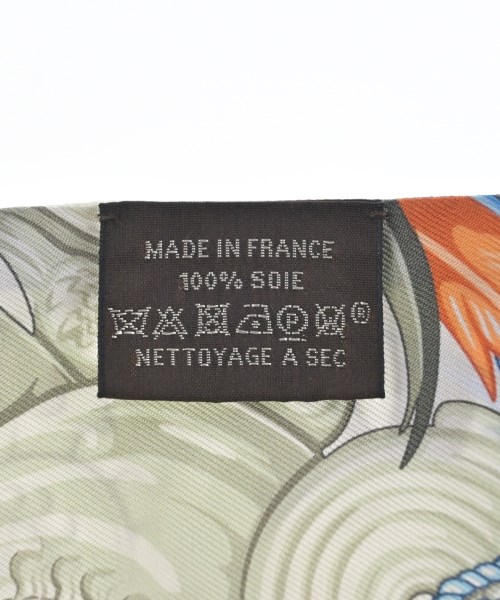 MADE IN FRANCE
100% SOIE
P W ®
NETTOYAGE A SEC